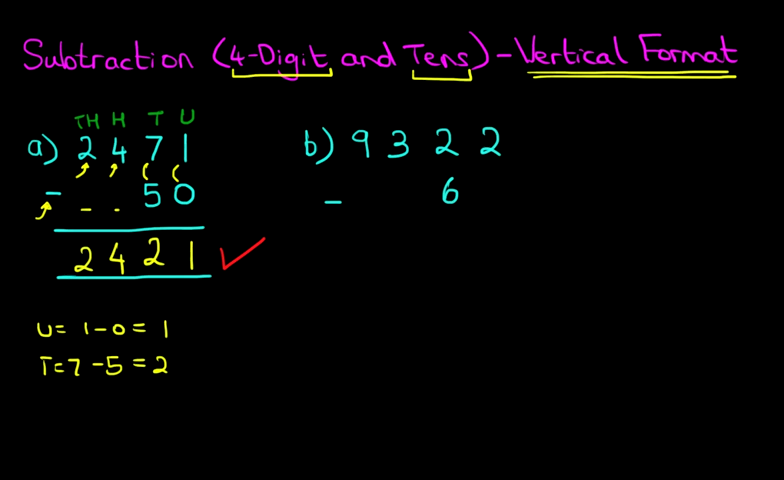 Subtraction (4-Digit and Tens) - Vertical Format
TH H T U
a) 2 4 7 1 b) 9 3 2 2
- 5 0 - 6
2 4 2 1
U = 1 - 0 = 1
T = 7 - 5 = 2